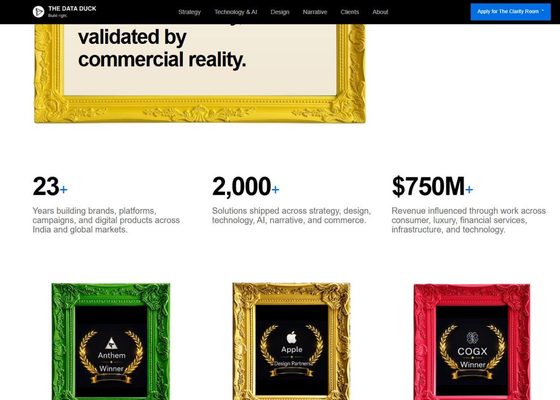 THE DATA DUCK
Build right.
Strategy
Technology & AI
Design
Narrative
Clients
About
Apply for The Clarity Room
validated by
commercial reality.
23+
Years building brands, platforms,
campaigns, and digital products across
India and global markets.
2,000+
Solutions shipped across strategy, design,
technology, AI, narrative, and commerce.
$750M+
Revenue influenced through work across
consumer, luxury, financial services,
infrastructure, and technology.
Anthem
Winner
Apple
Design Partner
COGX
Winner